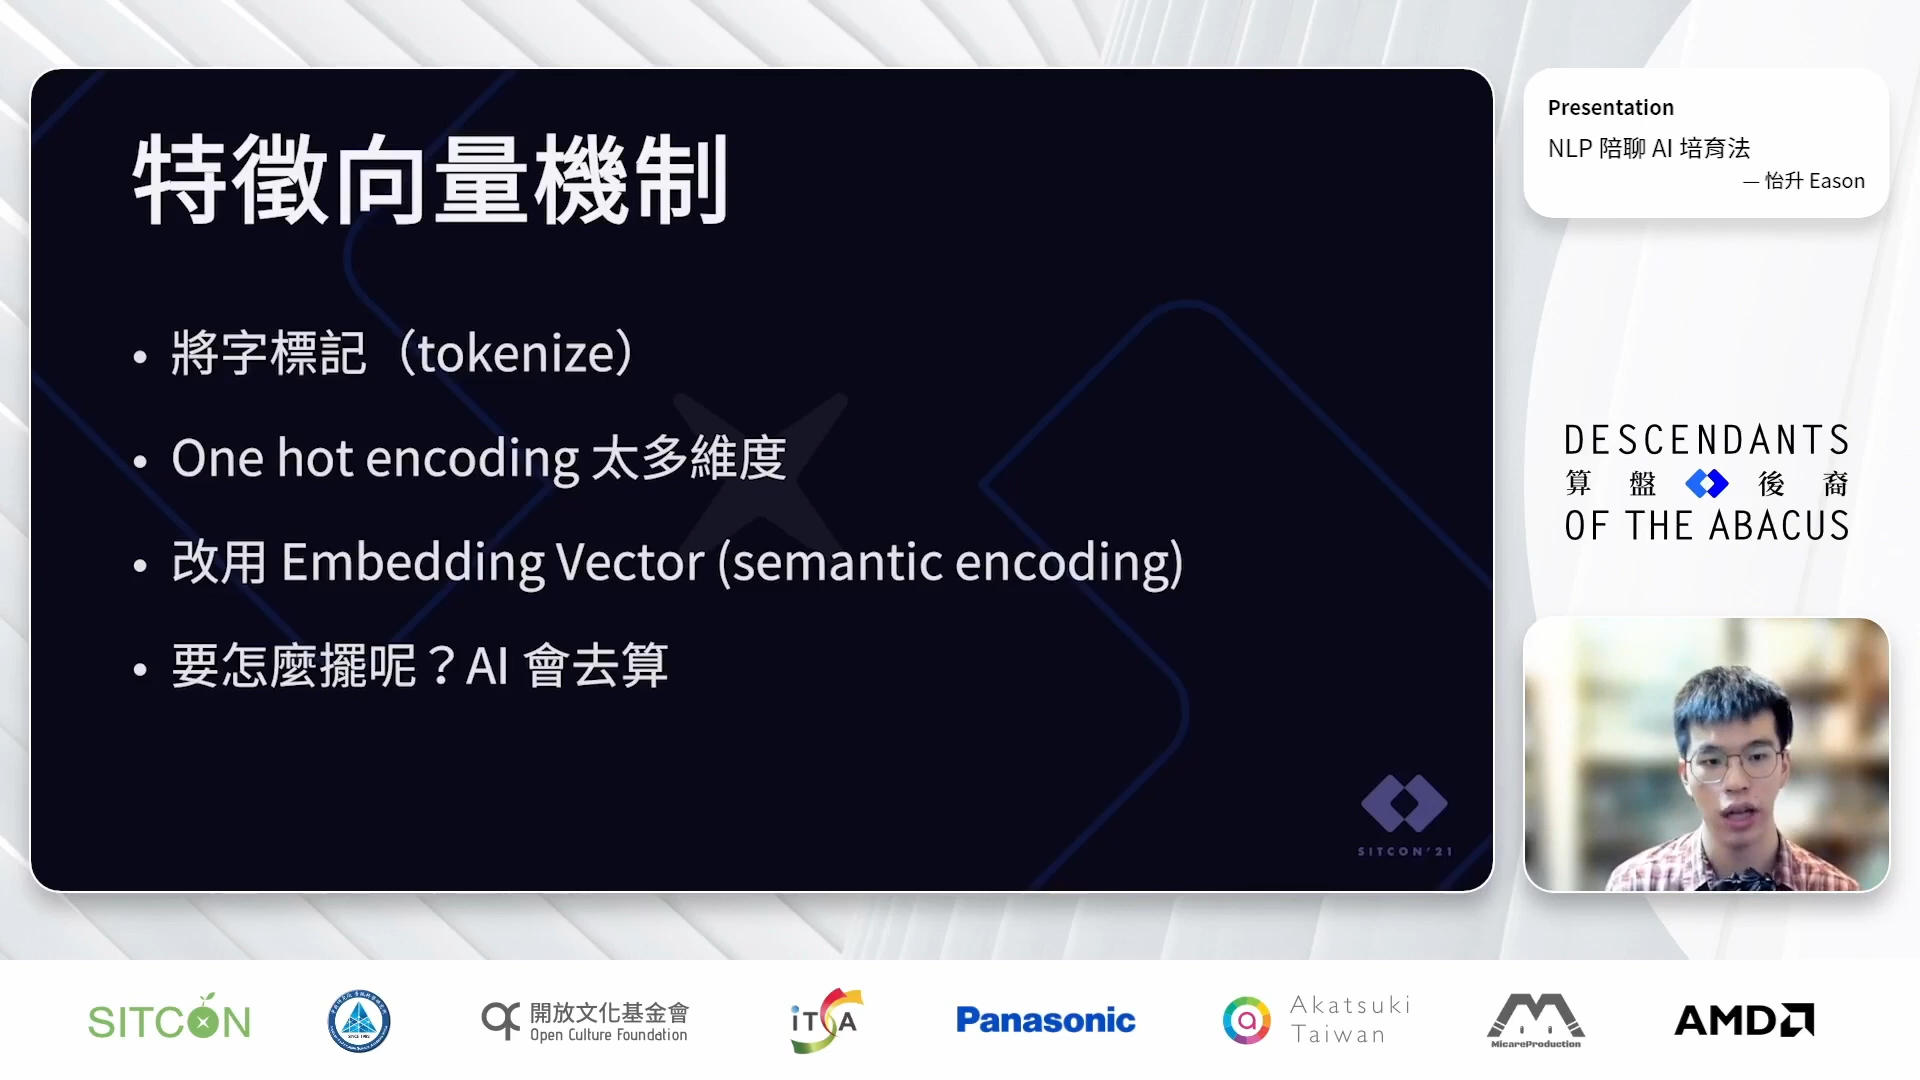 特徵向量機制
• 將字標記（tokenize）
• One hot encoding 太多維度
• 改用 Embedding Vector (semantic encoding)
• 要怎麼擺呢？AI 會去算
SITCON'21
Presentation
NLP 陪聊 AI 培育法
— 怡升 Eason
DESCENDANTS
算盤後裔
OF THE ABACUS
SITCON
開放文化基金會
Open Culture Foundation
iTSA
Panasonic
Akatsuki
Taiwan
MicareProduction
AMD